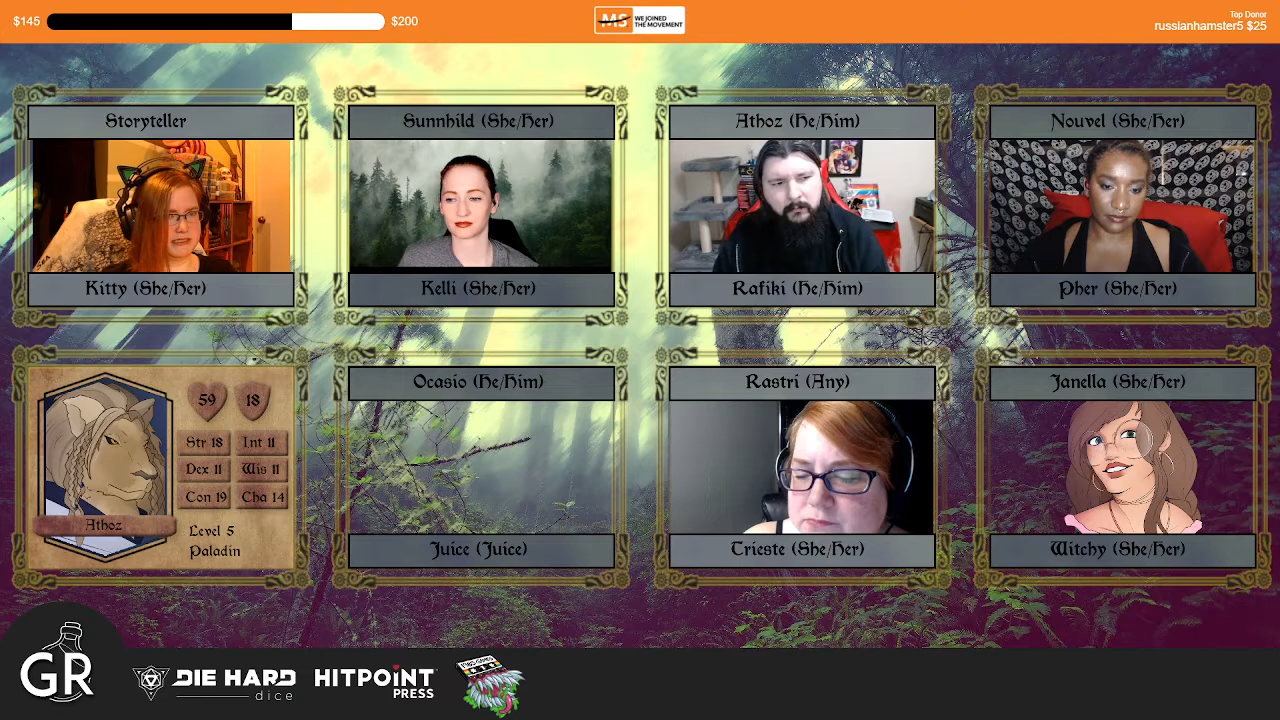 $145
$200
MS
WE JOINED
THE MOVEMENT
Top Donor
russianhamster5 $25
Storyteller
Kitty (She/Her)
Sunnhild (She/Her)
Kelli (She/Her)
Athoz (He/Him)
Rafiki (He/Him)
Nouvel (She/Her)
Pher (She/Her)
59
18
Str 18
Int 11
Dex 11
Wis 11
Con 19
Cha 14
Athoz
Level 5
Paladin
Ocasio (He/Him)
Juice (Juice)
Rastri (Any)
Trieste (She/Her)
Janella (She/Her)
Witchy (She/Her)
GR
DIE HARD
dice
HITPOINT
PRESS